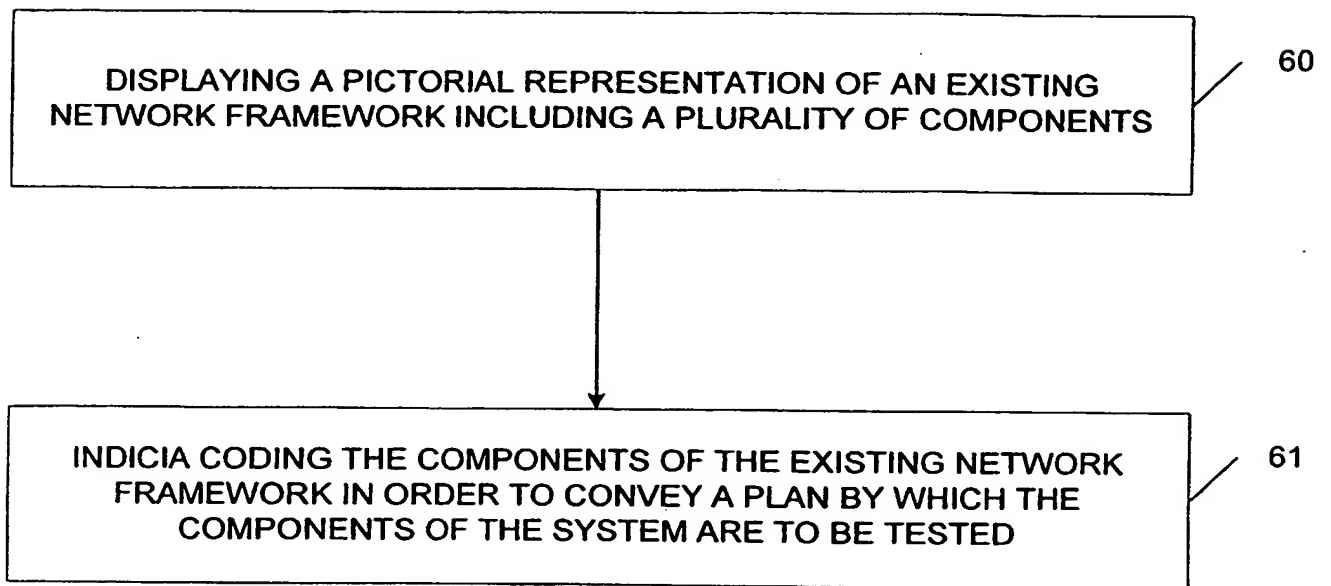 DISPLAYING A PICTORIAL REPRESENTATION OF AN EXISTING
NETWORK FRAMEWORK INCLUDING A PLURALITY OF COMPONENTS
60
INDICIA CODING THE COMPONENTS OF THE EXISTING NETWORK
FRAMEWORK IN ORDER TO CONVEY A PLAN BY WHICH THE
COMPONENTS OF THE SYSTEM ARE TO BE TESTED
61